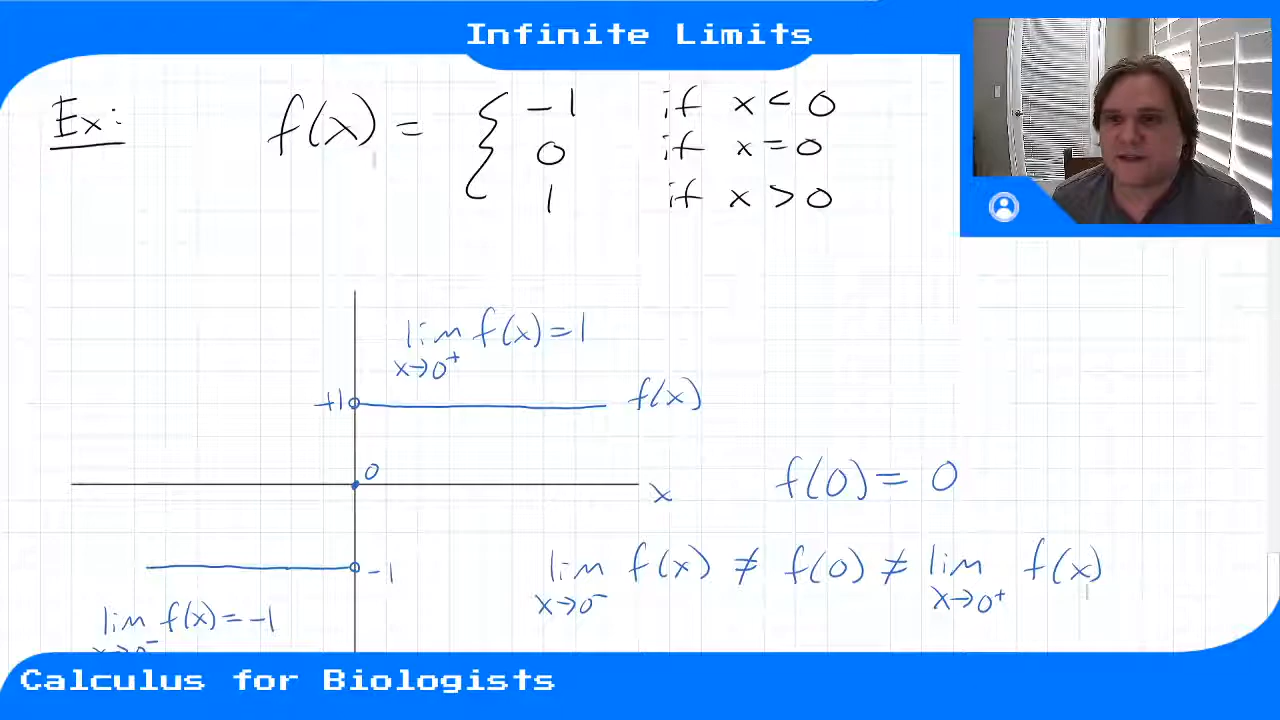 Infinite Limits
Ex: f(x) = { -1 if x < 0
0 if x = 0
1 if x > 0
lim f(x) = 1
x→0⁺
+1 f(x)
0
x f(0) = 0
lim f(x) ≠ f(0) ≠ lim f(x)
x→0⁻ x→0⁺
-1
lim f(x) = -1
x→0⁻
Calculus for Biologists